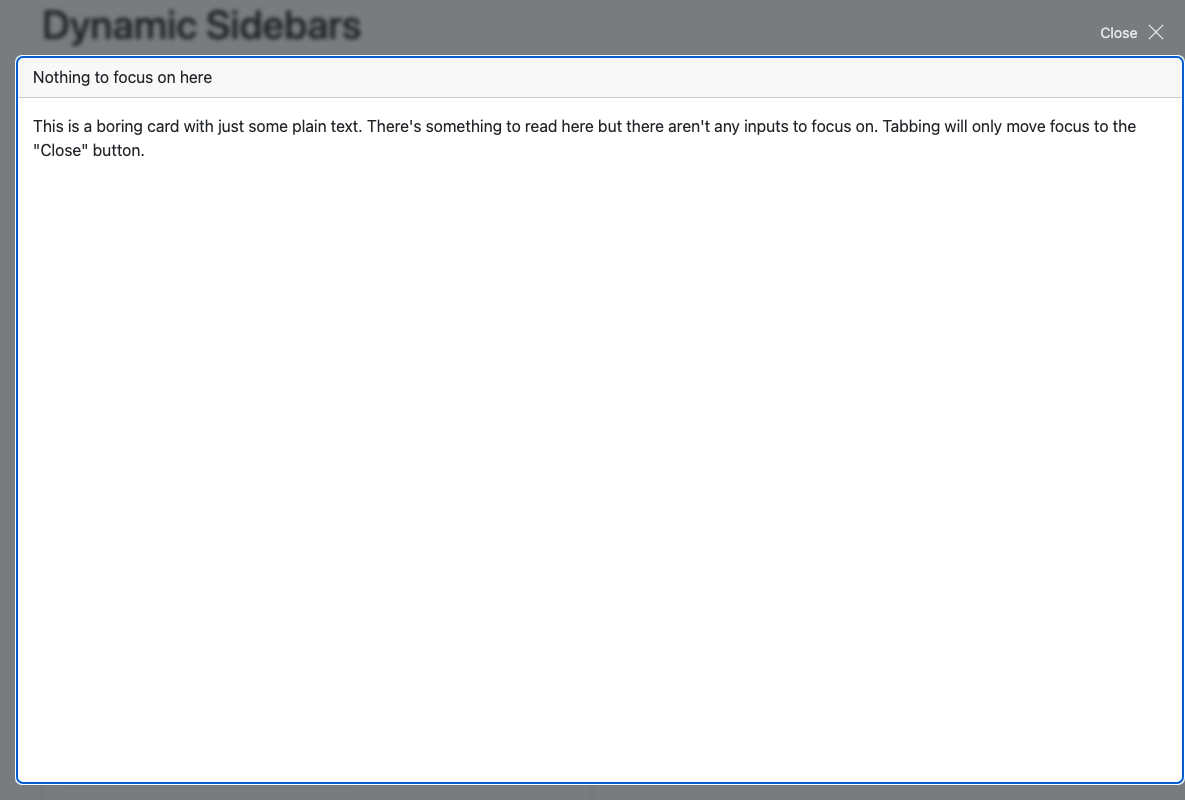 Dynamic Sidebars
Close
Nothing to focus on here
This is a boring card with just some plain text. There's something to read here but there aren't any inputs to focus on. Tabbing will only move focus to the
"Close" button.